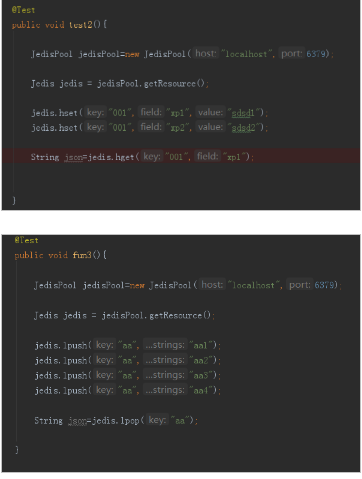 @Test
public void test2(){
JedisPool jedisPool=new JedisPool( host: "localhost", port: 6379);
Jedis jedis = jedisPool.getResource();
jedis.hset( key: "001", field: "xp1", value: "sdsd1");
jedis.hset( key: "001", field: "xp2", value: "sdsd2");
String json=jedis.hget( key: "001", field: "xp1");
}
@Test
public void fun3(){
JedisPool jedisPool=new JedisPool( host: "localhost", port: 6379);
Jedis jedis = jedisPool.getResource();
jedis.lpush( key: "aa", ...strings: "aa1");
jedis.lpush( key: "aa", ...strings: "aa2");
jedis.lpush( key: "aa", ...strings: "aa3");
jedis.lpush( key: "aa", ...strings: "aa4");
String json=jedis.lpop( key: "aa");
}